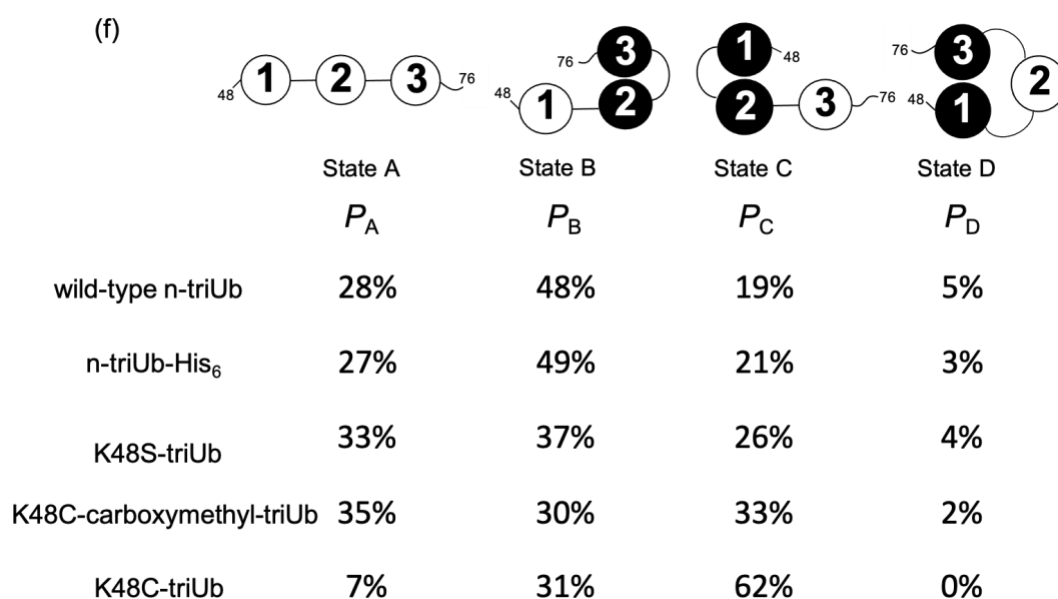 (f)
48 1 2 3 76
76 3
48 1 2
1 48
2 3 76
76 3 2
48 1
State A State B State C State D
PA PB PC PD
wild-type n-triUb 28% 48% 19% 5%
n-triUb-His6 27% 49% 21% 3%
K48S-triUb 33% 37% 26% 4%
K48C-carboxymethyl-triUb 35% 30% 33% 2%
K48C-triUb 7% 31% 62% 0%